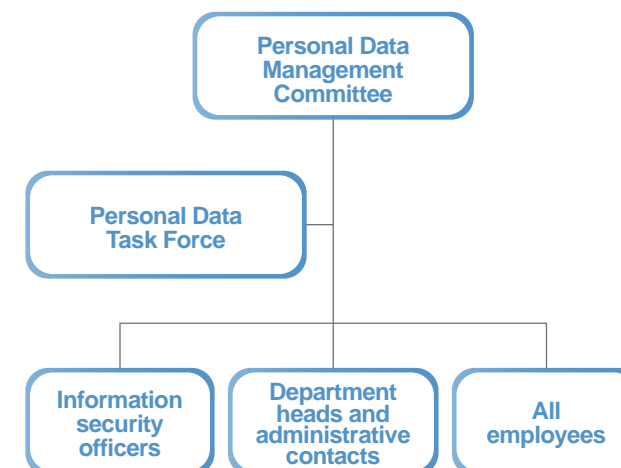 Personal Data
Management
Committee
Personal Data
Task Force
Information
security
officers
Department
heads and
administrative
contacts
All
employees